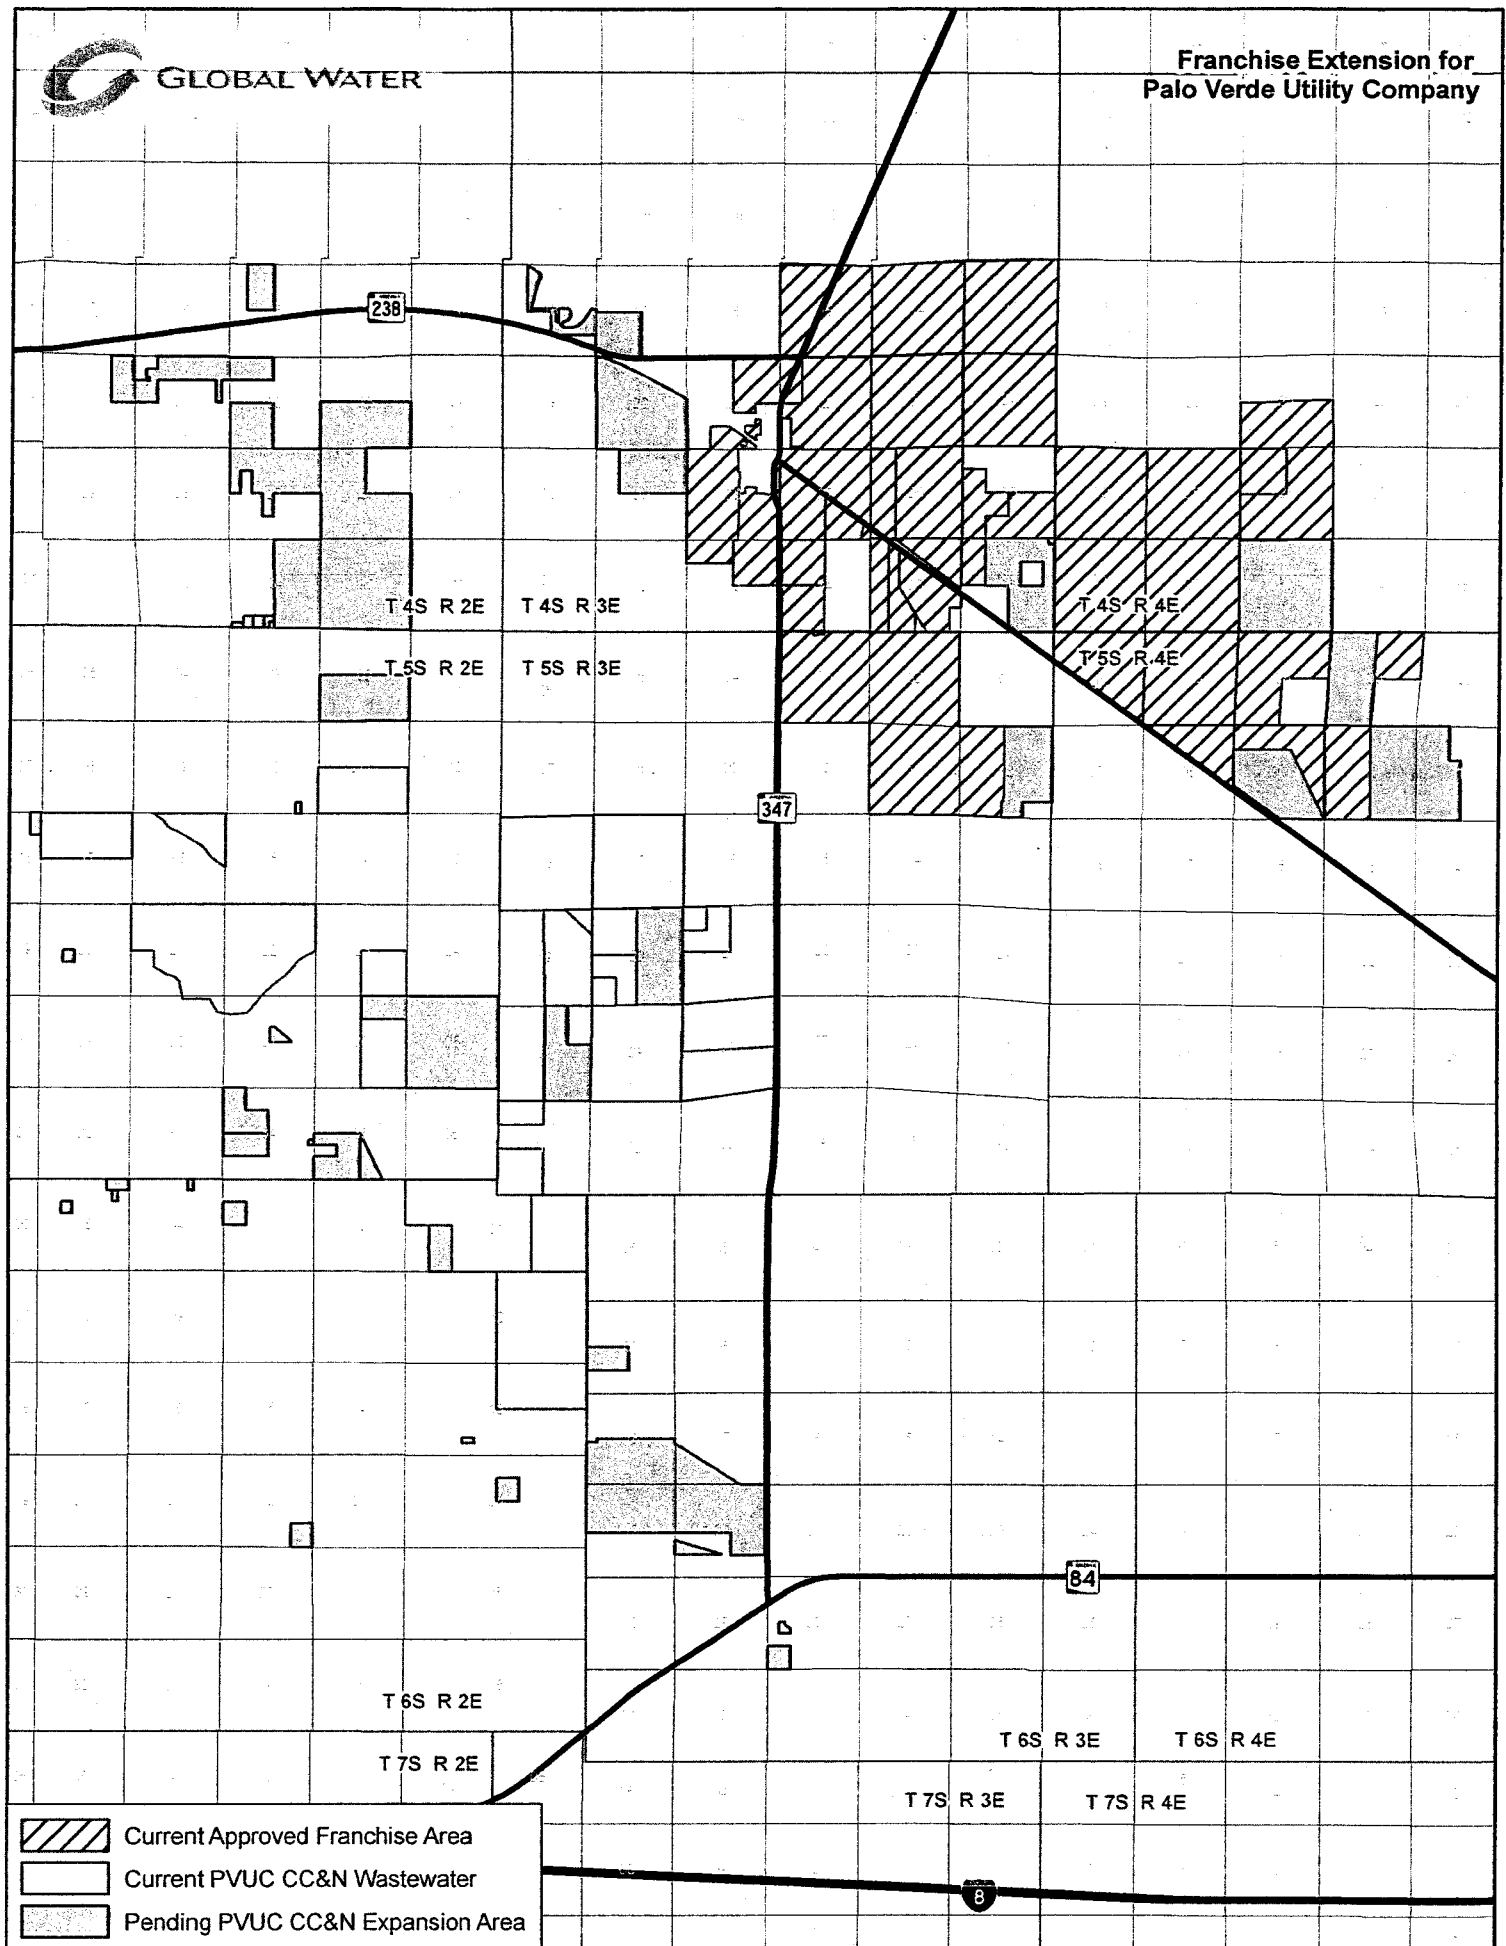 GLOBAL WATER
Franchise Extension for
Palo Verde Utility Company
238
T 4S R 2E
T 4S R 3E
T 4S R 4E
T 5S R 2E
T 5S R 3E
T 5S R 4E
347
84
T 6S R 2E
T 6S R 3E
T 6S R 4E
T 7S R 2E
T 7S R 3E
T 7S R 4E
8
Current Approved Franchise Area
Current PVUC CC&N Wastewater
Pending PVUC CC&N Expansion Area